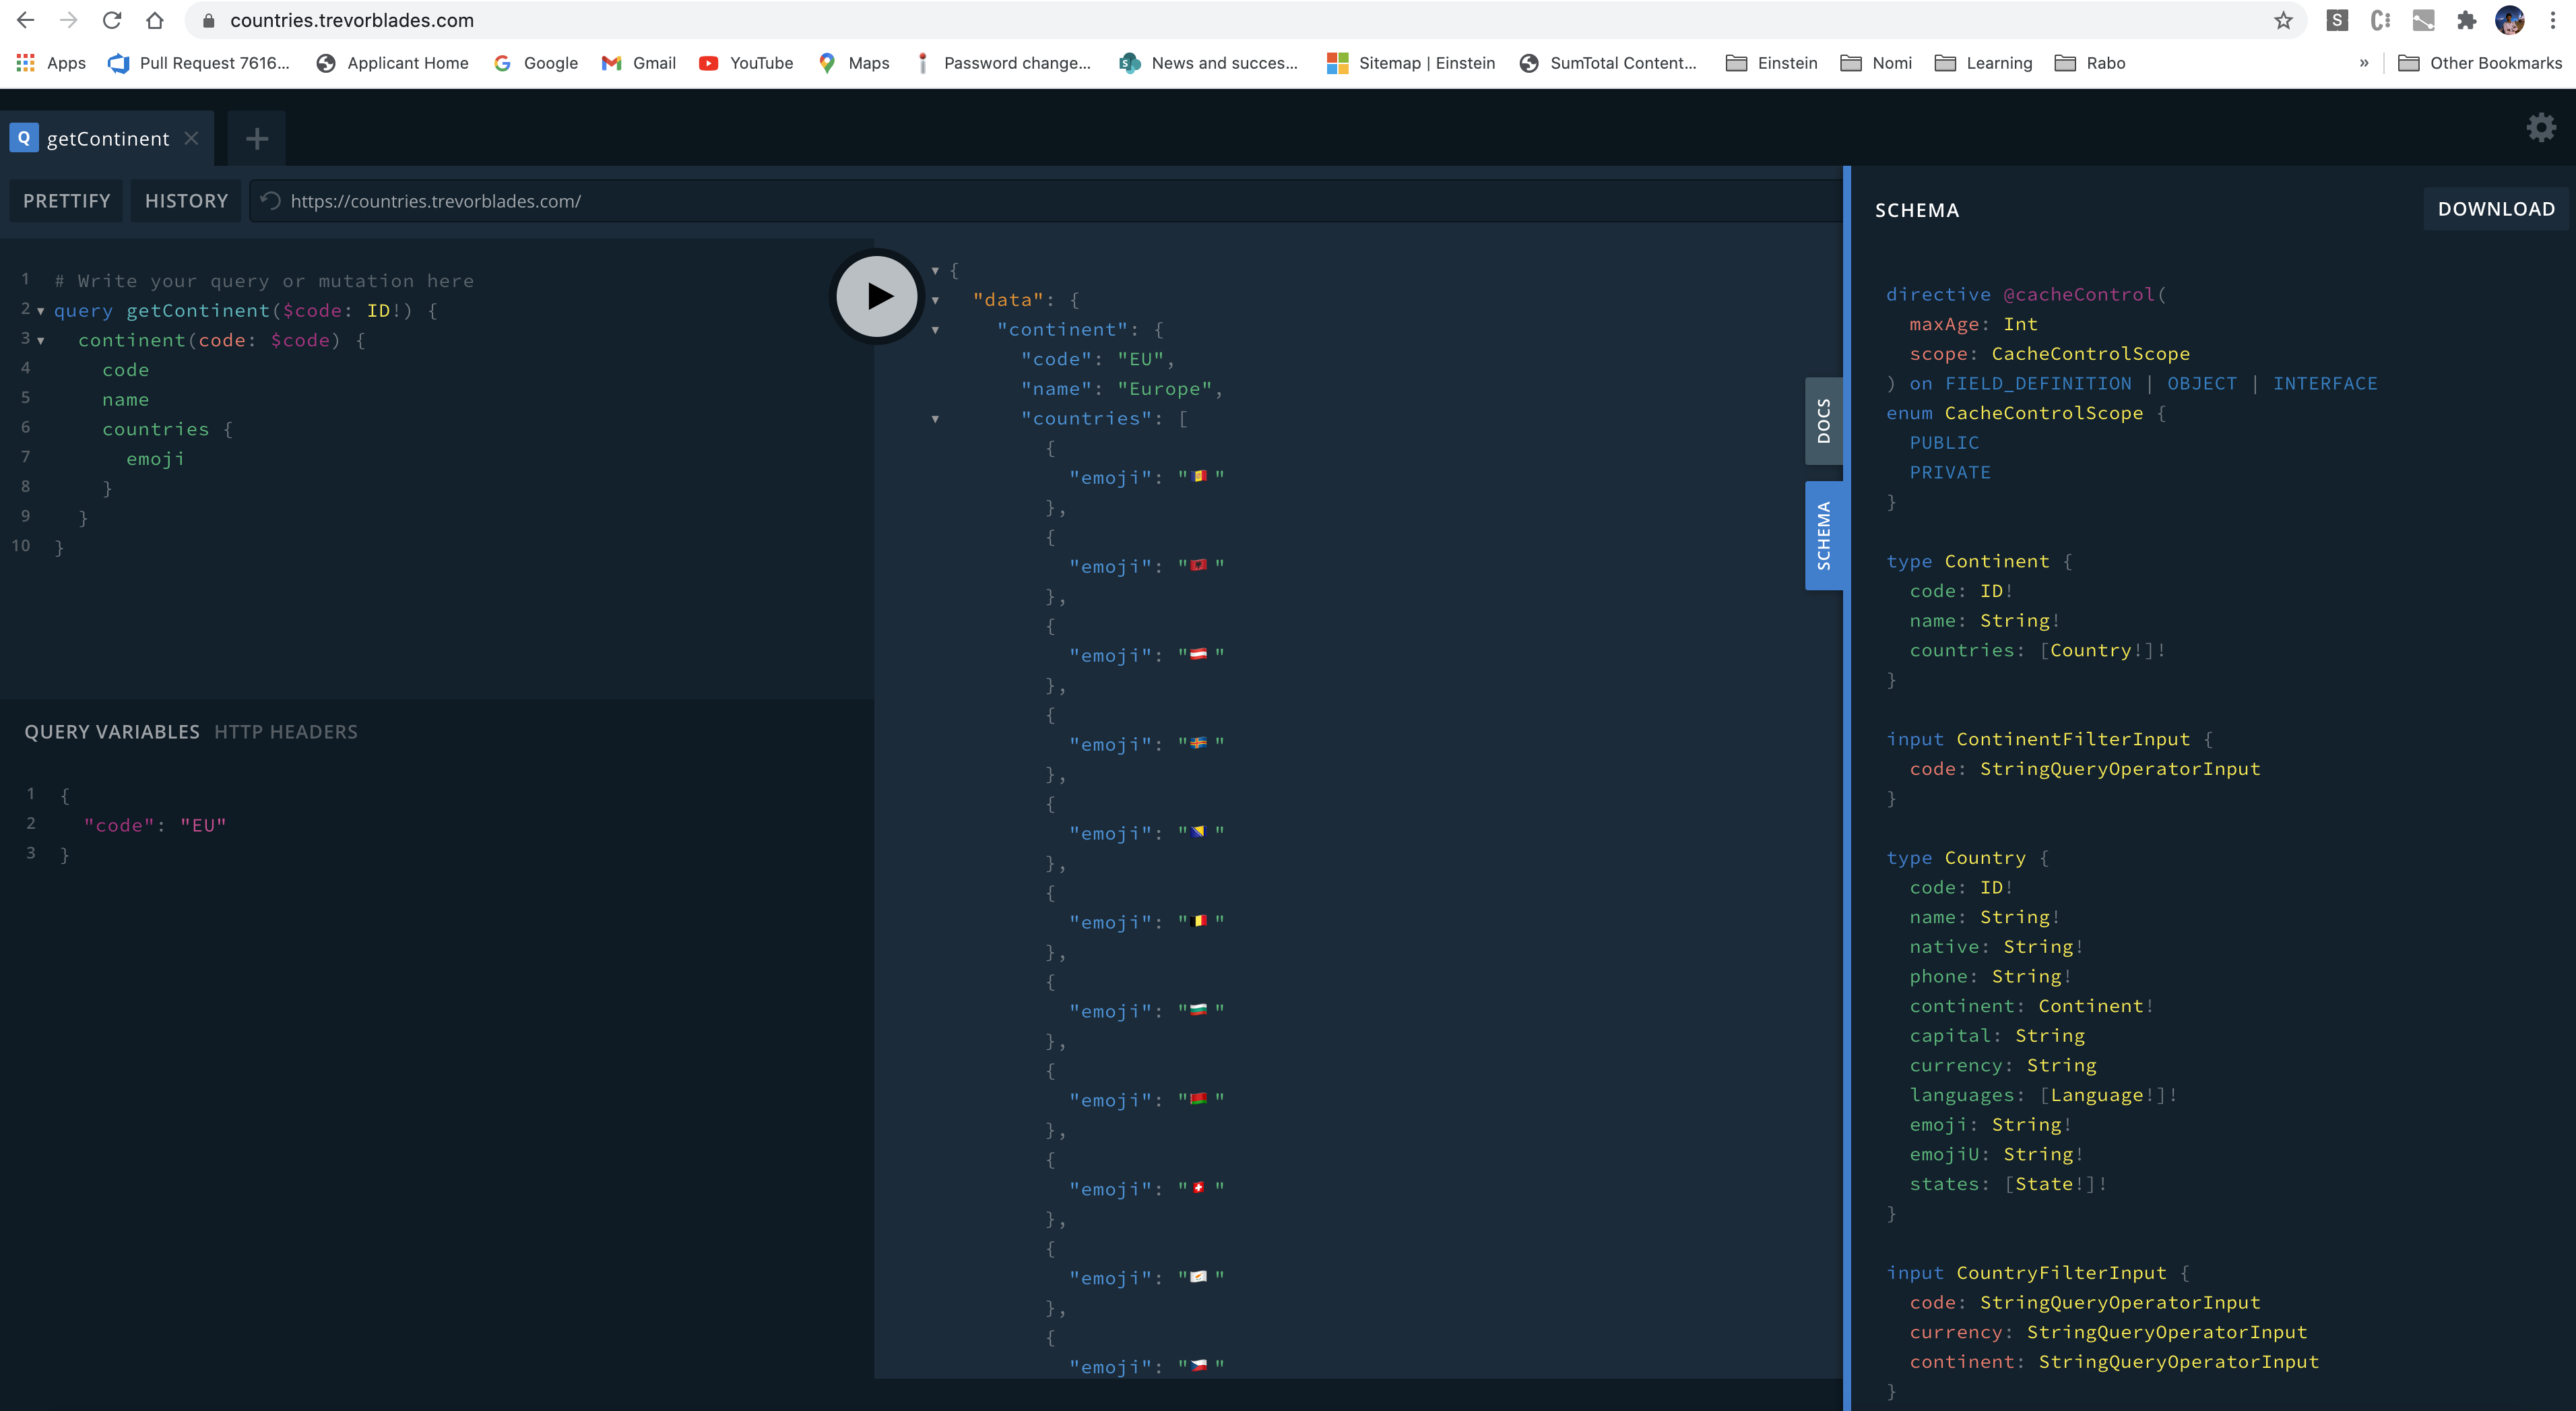 countries.trevorblades.com
Apps Pull Request 7616... Applicant Home Google Gmail YouTube Maps Password change... News and succes... Sitemap | Einstein SumTotal Content... Einstein Nomi Learning Rabo » Other Bookmarks
Q getContinent
PRETTIFY HISTORY https://countries.trevorblades.com/
1 # Write your query or mutation here
2 query getContinent($code: ID!) {
3 continent(code: $code) {
4 code
5 name
6 countries {
7 emoji
8 }
9 }
10 }
QUERY VARIABLES HTTP HEADERS
1 {
2 "code": "EU"
3 }
{
"data": {
"continent": {
"code": "EU",
"name": "Europe",
"countries": [
{
"emoji": "🇦🇩"
},
{
"emoji": "🇦🇱"
},
{
"emoji": "🇦🇹"
},
{
"emoji": "🇦🇽"
},
{
"emoji": "🇧🇦"
},
{
"emoji": "🇧🇪"
},
{
"emoji": "🇧🇬"
},
{
"emoji": "🇧🇾"
},
{
"emoji": "🇨🇭"
},
{
"emoji": "🇨🇾"
},
{
"emoji": "🇨🇿"
DOCS
SCHEMA
SCHEMA DOWNLOAD
directive @cacheControl(
maxAge: Int
scope: CacheControlScope
) on FIELD_DEFINITION | OBJECT | INTERFACE
enum CacheControlScope {
PUBLIC
PRIVATE
}
type Continent {
code: ID!
name: String!
countries: [Country!]!
}
input ContinentFilterInput {
code: StringQueryOperatorInput
}
type Country {
code: ID!
name: String!
native: String!
phone: String!
continent: Continent!
capital: String
currency: String
languages: [Language!]!
emoji: String!
emojiU: String!
states: [State!]!
}
input CountryFilterInput {
code: StringQueryOperatorInput
currency: StringQueryOperatorInput
continent: StringQueryOperatorInput
}